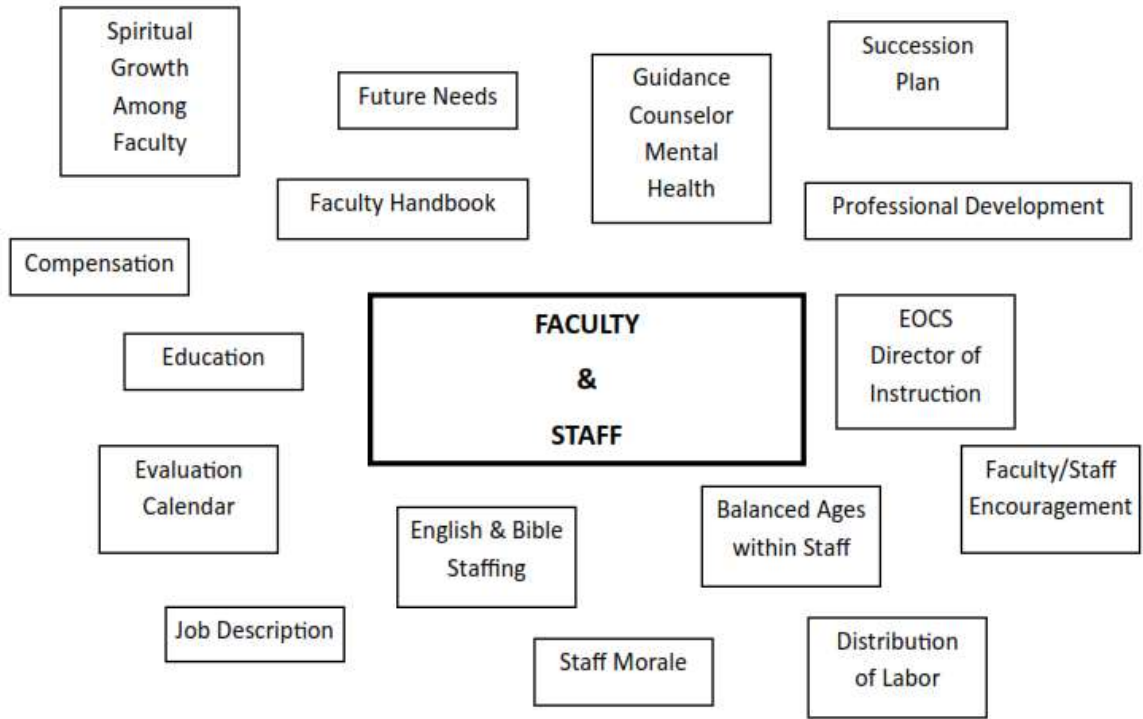 Spiritual
Growth
Among
Faculty
Future Needs
Guidance
Counselor
Mental
Health
Succession
Plan
Faculty Handbook
Professional Development
Compensation
FACULTY
&
STAFF
EOCS
Director of
Instruction
Education
Evaluation
Calendar
English & Bible
Staffing
Balanced Ages
within Staff
Faculty/Staff
Encouragement
Job Description
Staff Morale
Distribution
of Labor